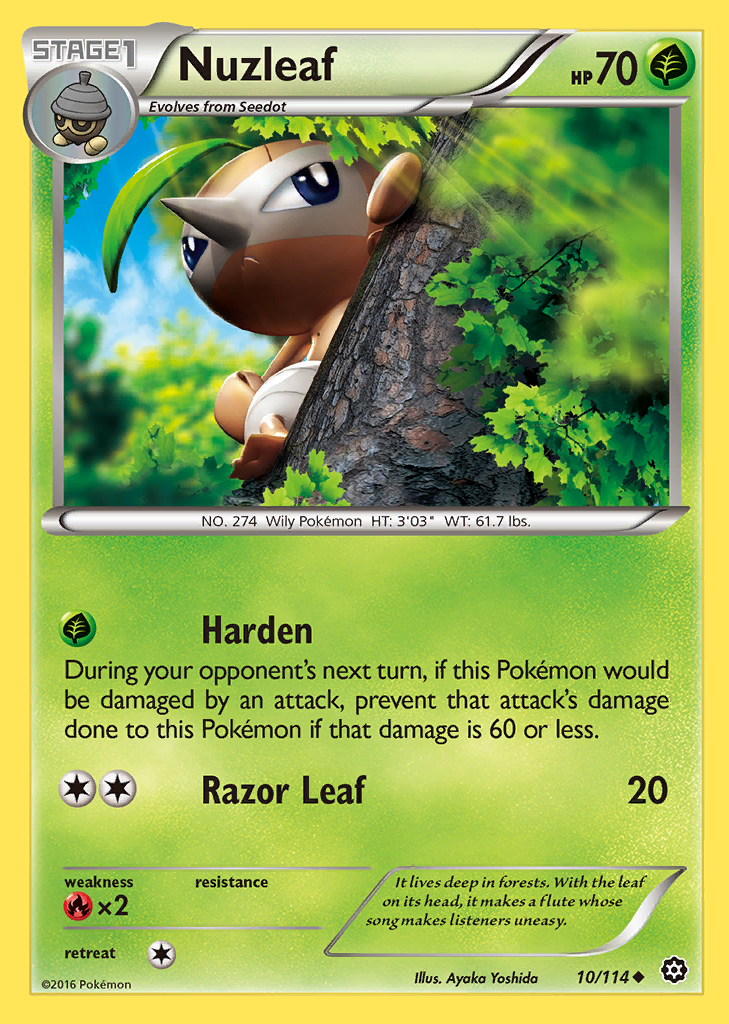 STAGE1
Nuzleaf
HP 70
Evolves from Seedot
NO. 274 Wily Pokémon HT: 3'03" WT: 61.7 lbs.
Harden
During your opponent's next turn, if this Pokémon would
be damaged by an attack, prevent that attack's damage
done to this Pokémon if that damage is 60 or less.
Razor Leaf 20
weakness resistance
×2
retreat
It lives deep in forests. With the leaf
on its head, it makes a flute whose
song makes listeners uneasy.
©2016 Pokémon
Illus. Ayaka Yoshida
10/114